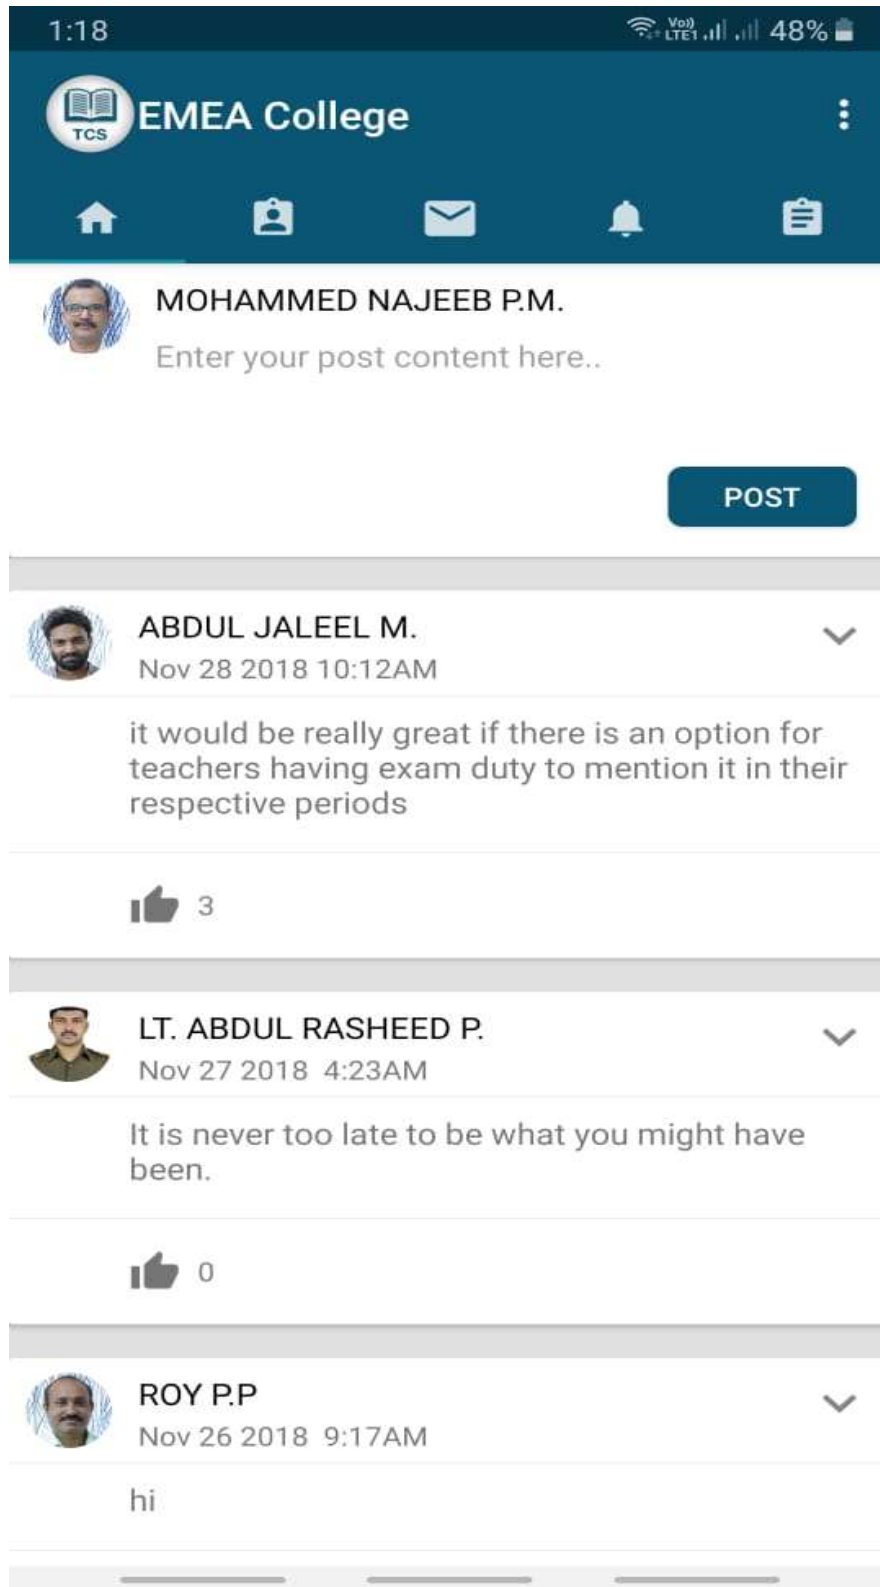 1:18 Vo)) LTE1 48%
TCS EMEA College
MOHAMMED NAJEEB P.M.
Enter your post content here..
POST
ABDUL JALEEL M.
Nov 28 2018 10:12AM
it would be really great if there is an option for
teachers having exam duty to mention it in their
respective periods
3
LT. ABDUL RASHEED P.
Nov 27 2018  4:23AM
It is never too late to be what you might have
been.
0
ROY P.P
Nov 26 2018  9:17AM
hi